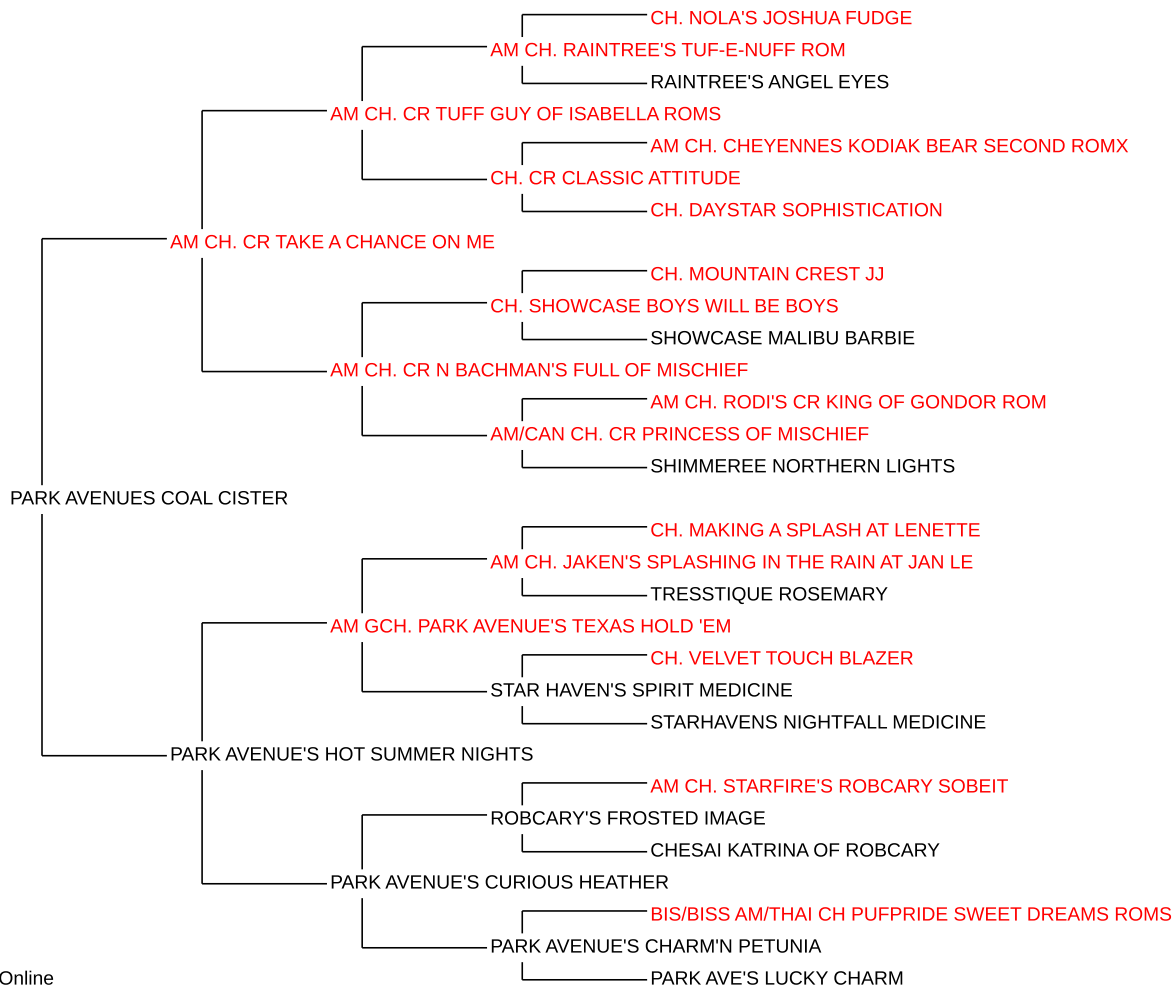 CH. NOLA'S JOSHUA FUDGE
AM CH. RAINTREE'S TUF-E-NUFF ROM
RAINTREE'S ANGEL EYES
AM CH. CR TUFF GUY OF ISABELLA ROMS
AM CH. CHEYENNES KODIAK BEAR SECOND ROMX
CH. CR CLASSIC ATTITUDE
CH. DAYSTAR SOPHISTICATION
AM CH. CR TAKE A CHANCE ON ME
CH. MOUNTAIN CREST JJ
CH. SHOWCASE BOYS WILL BE BOYS
SHOWCASE MALIBU BARBIE
AM CH. CR N BACHMAN'S FULL OF MISCHIEF
AM CH. RODI'S CR KING OF GONDOR ROM
AM/CAN CH. CR PRINCESS OF MISCHIEF
SHIMMEREE NORTHERN LIGHTS
PARK AVENUES COAL CISTER
CH. MAKING A SPLASH AT LENETTE
AM CH. JAKEN'S SPLASHING IN THE RAIN AT JAN LE
TRESSTIQUE ROSEMARY
AM GCH. PARK AVENUE'S TEXAS HOLD 'EM
CH. VELVET TOUCH BLAZER
STAR HAVEN'S SPIRIT MEDICINE
STARHAVENS NIGHTFALL MEDICINE
PARK AVENUE'S HOT SUMMER NIGHTS
AM CH. STARFIRE'S ROBCARY SOBEIT
ROBCARY'S FROSTED IMAGE
CHESAI KATRINA OF ROBCARY
PARK AVENUE'S CURIOUS HEATHER
BIS/BISS AM/THAI CH PUFPRIDE SWEET DREAMS ROMS
PARK AVENUE'S CHARM'N PETUNIA
PARK AVE'S LUCKY CHARM
Online